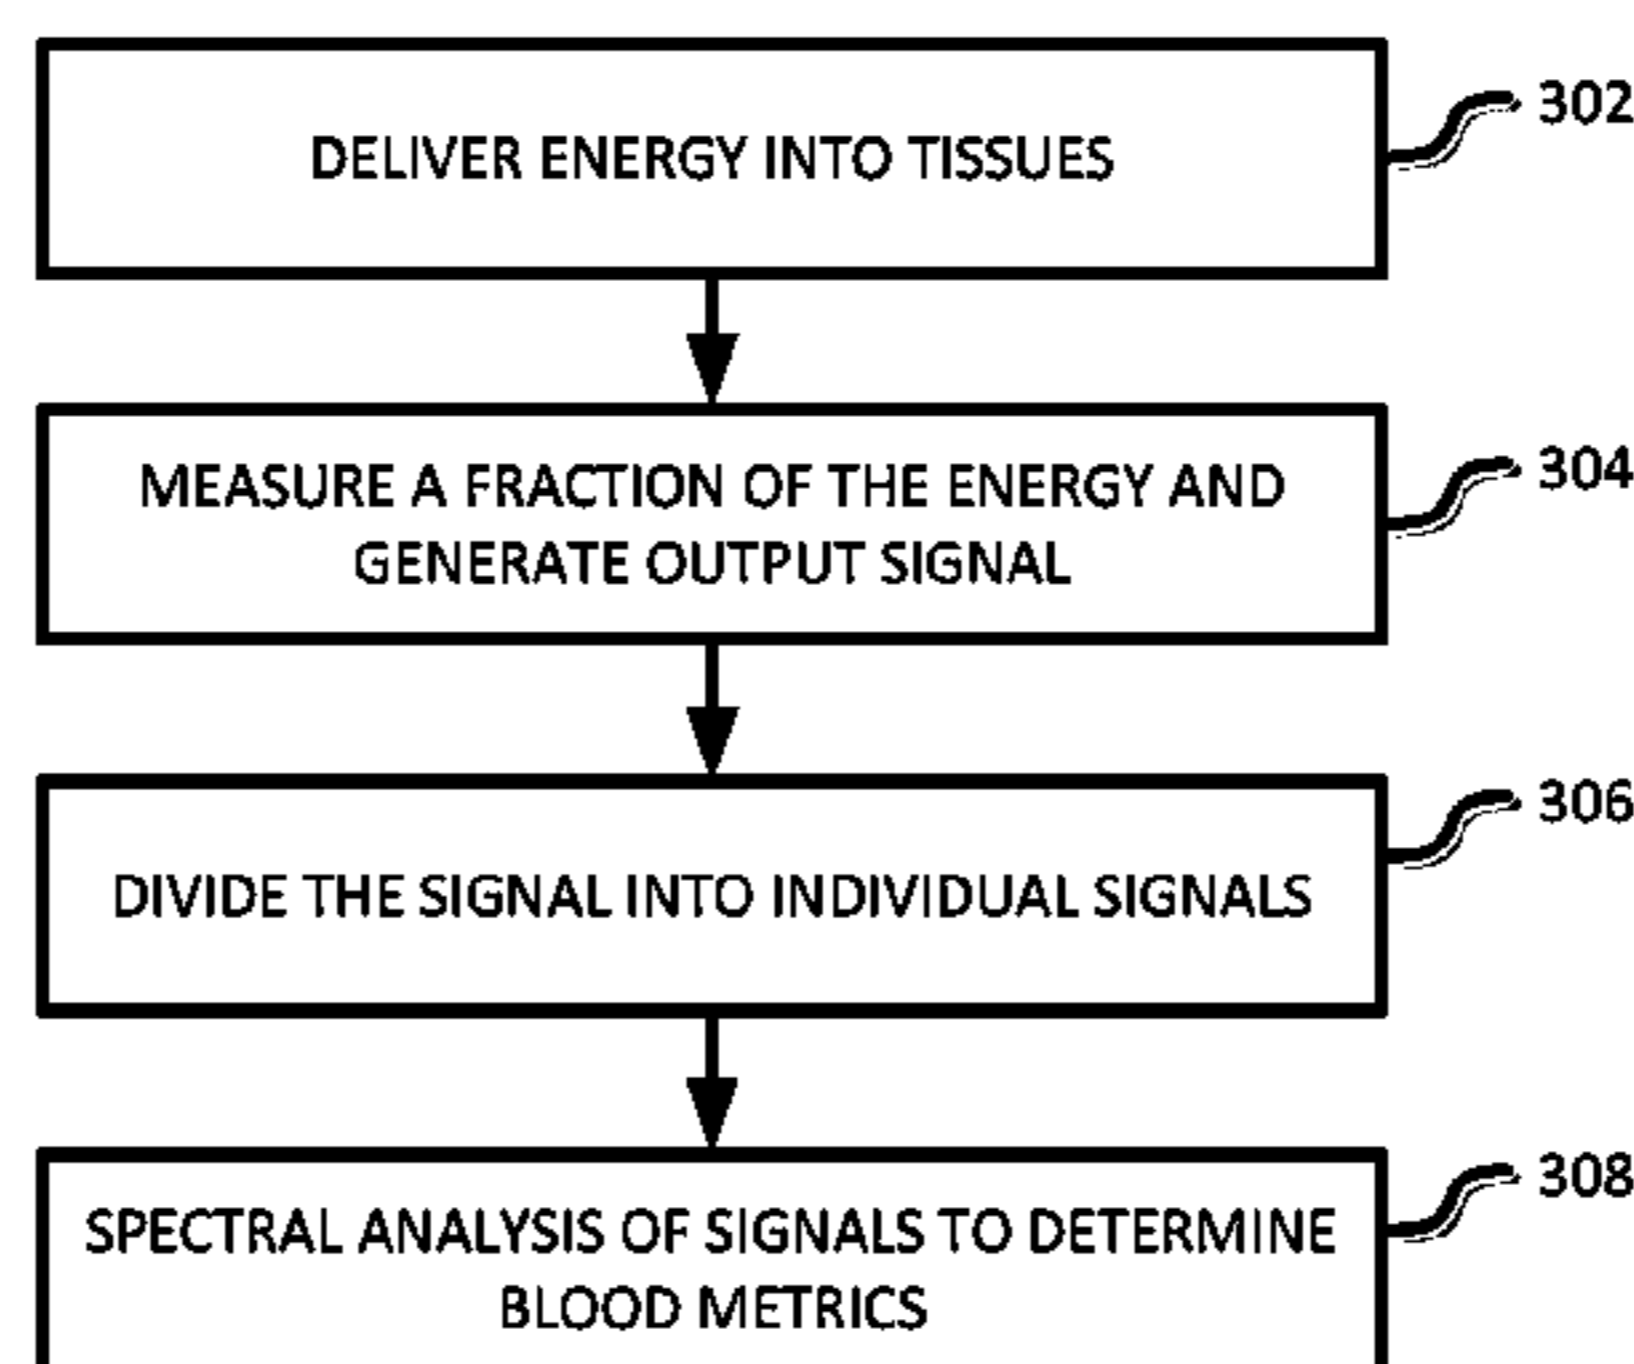 DELIVER ENERGY INTO TISSUES
302
MEASURE A FRACTION OF THE ENERGY AND
GENERATE OUTPUT SIGNAL
304
DIVIDE THE SIGNAL INTO INDIVIDUAL SIGNALS
306
SPECTRAL ANALYSIS OF SIGNALS TO DETERMINE
BLOOD METRICS
308